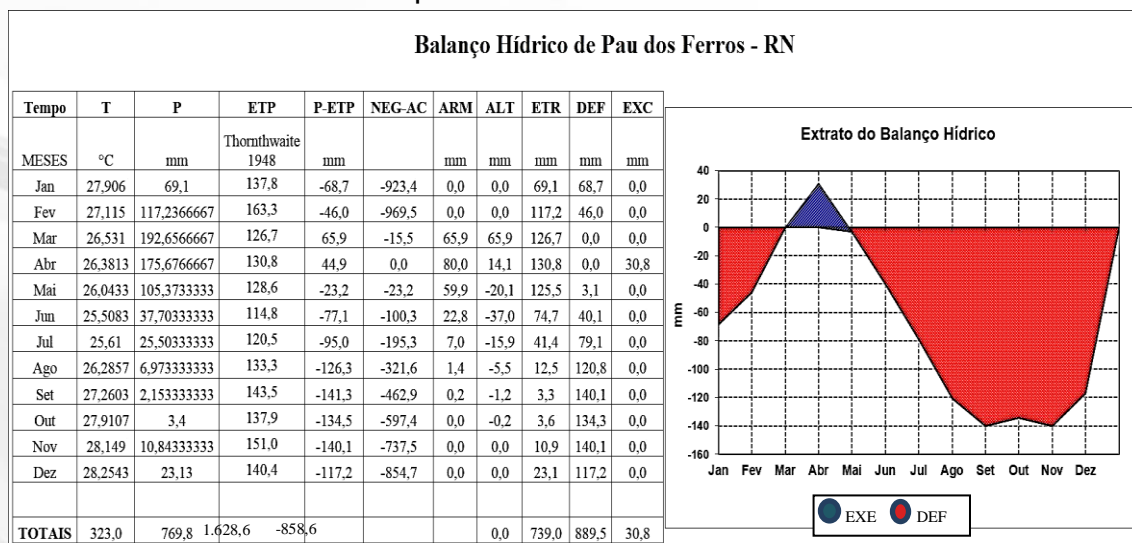 Balanço Hídrico de Pau dos Ferros - RN
Tempo T P ETP P-ETP NEG-AC ARM ALT ETR DEF EXC
Thornthwaite
MESES °C mm 1948 mm mm mm mm mm mm
Jan 27,906 69,1 137,8 -68,7 -923,4 0,0 0,0 69,1 68,7 0,0
Fev 27,115 117,2366667 163,3 -46,0 -969,5 0,0 0,0 117,2 46,0 0,0
Mar 26,531 192,6566667 126,7 65,9 -15,5 65,9 65,9 126,7 0,0 0,0
Abr 26,3813 175,6766667 130,8 44,9 0,0 80,0 14,1 130,8 0,0 30,8
Mai 26,0433 105,3733333 128,6 -23,2 -23,2 59,9 -20,1 125,5 3,1 0,0
Jun 25,5083 37,70333333 114,8 -77,1 -100,3 22,8 -37,0 74,7 40,1 0,0
Jul 25,61 25,50333333 120,5 -95,0 -195,3 7,0 -15,9 41,4 79,1 0,0
Ago 26,2857 6,973333333 133,3 -126,3 -321,6 1,4 -5,5 12,5 120,8 0,0
Set 27,2603 2,153333333 143,5 -141,3 -462,9 0,2 -1,2 3,3 140,1 0,0
Out 27,9107 3,4 137,9 -134,5 -597,4 0,0 -0,2 3,6 134,3 0,0
Nov 28,149 10,84333333 151,0 -140,1 -737,5 0,0 0,0 10,9 140,1 0,0
Dez 28,2543 23,13 140,4 -117,2 -854,7 0,0 0,0 23,1 117,2 0,0
TOTAIS 323,0 769,8 1.628,6 -858,6 0,0 739,0 889,5 30,8
Extrato do Balanço Hídrico
40
20
0
-20
-40
-60
-80
-100
-120
-140
-160
mm
Jan Fev Mar Abr Mai Jun Jul Ago Set Out Nov Dez
EXE DEF